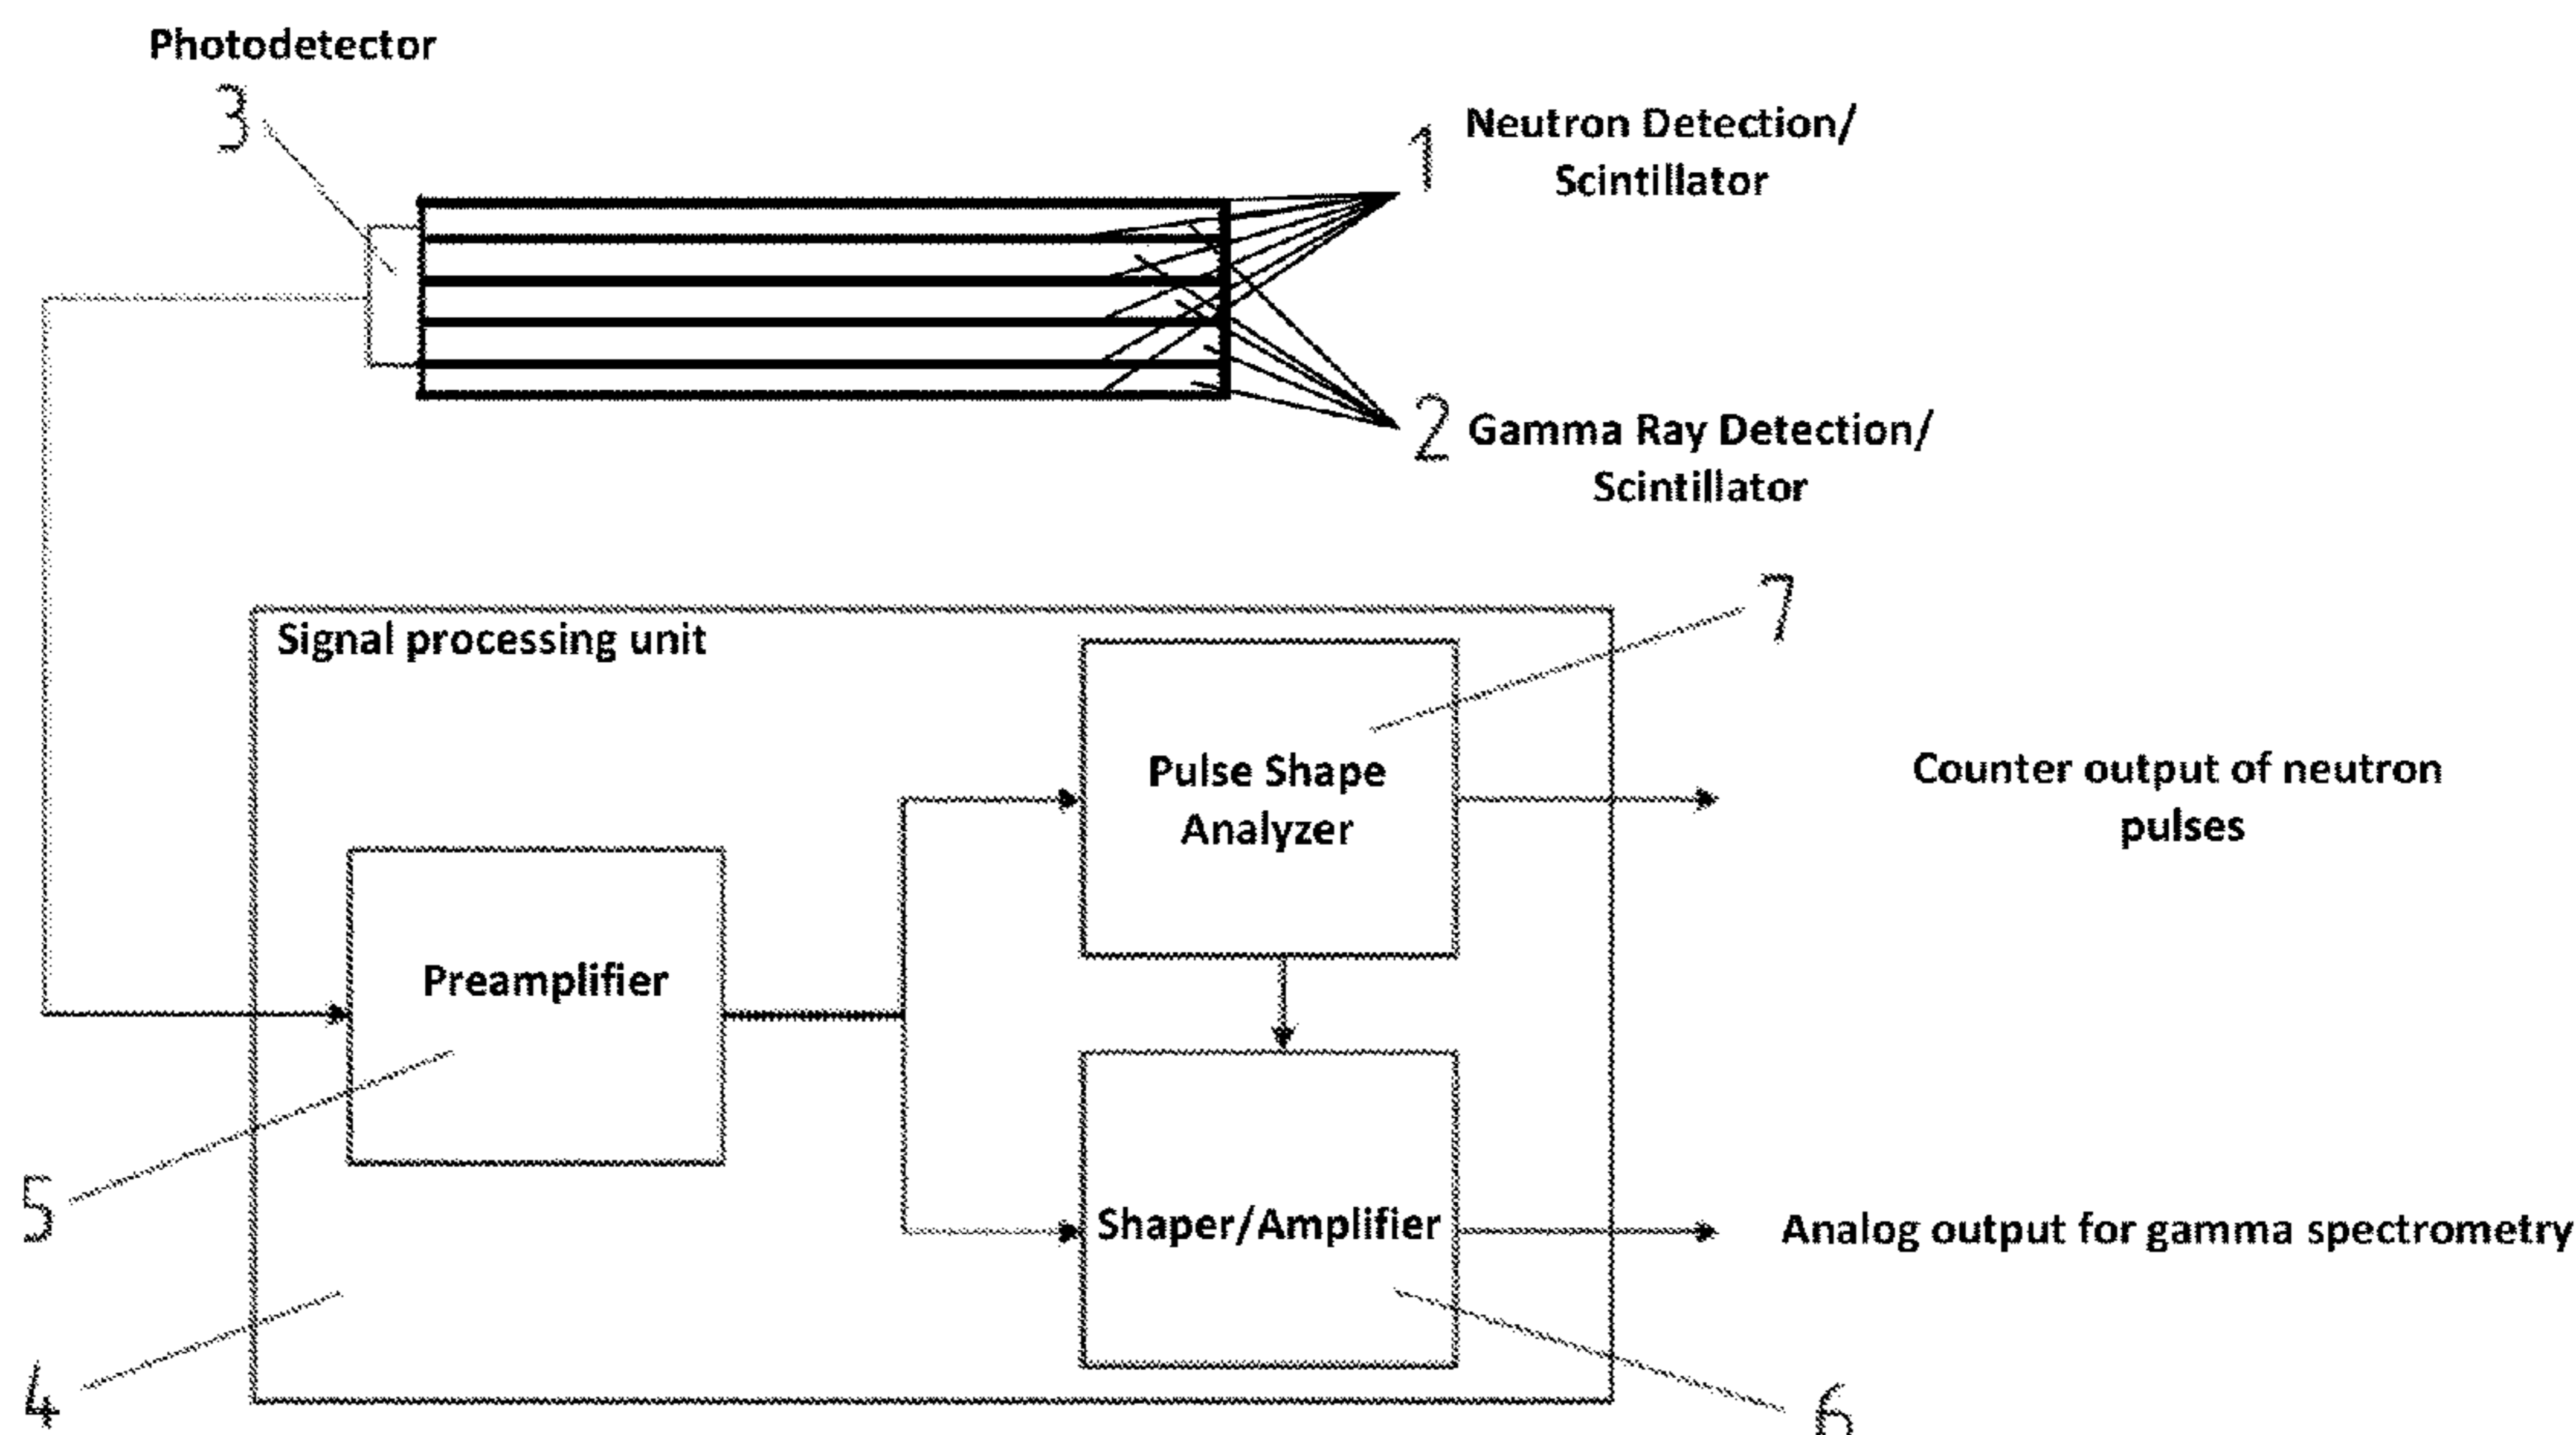 Photodetector
3
1
Neutron Detection/
Scintillator
2
Gamma Ray Detection/
Scintillator
7
Signal processing unit
Pulse Shape
Analyzer
Counter output of neutron
pulses
Preamplifier
5
Shaper/Amplifier
Analog output for gamma spectrometry
4
6